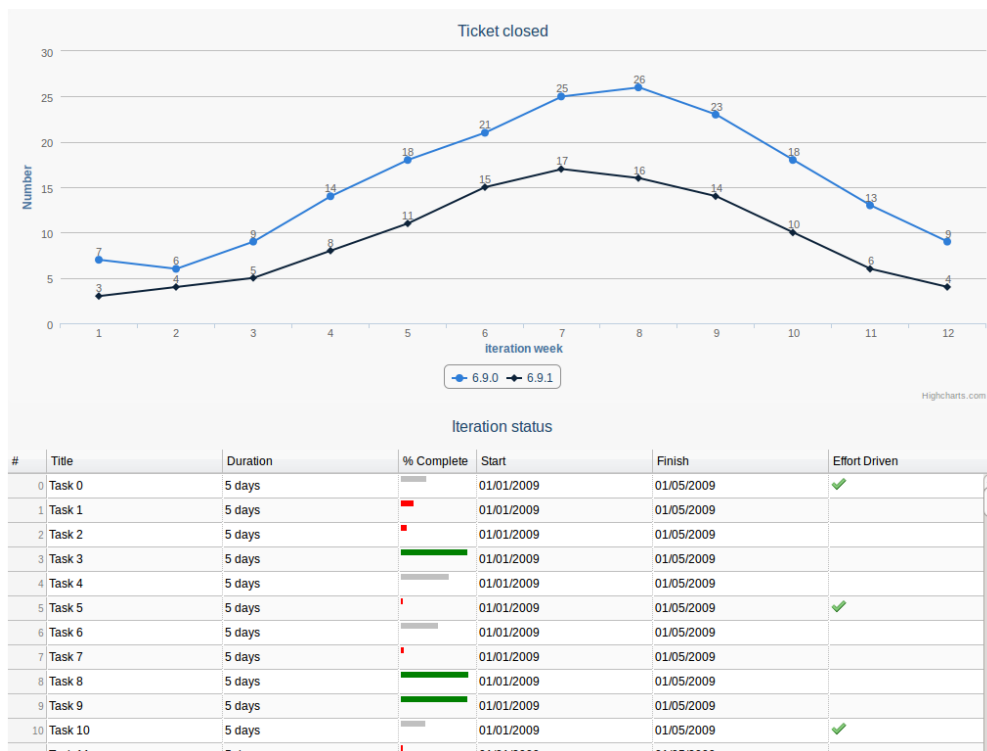 Ticket closed
30
25
20
15
10
5
0
Number
7 6 9 14 18 21 25 26 23 18 13 9
3 4 5 8 11 15 17 16 14 10 6 4
1 2 3 4 5 6 7 8 9 10 11 12
iteration week
6.9.0 6.9.1
Highcharts.com
Iteration status
# Title Duration % Complete Start Finish Effort Driven
0 Task 0 5 days 01/01/2009 01/05/2009
1 Task 1 5 days 01/01/2009 01/05/2009
2 Task 2 5 days 01/01/2009 01/05/2009
3 Task 3 5 days 01/01/2009 01/05/2009
4 Task 4 5 days 01/01/2009 01/05/2009
5 Task 5 5 days 01/01/2009 01/05/2009
6 Task 6 5 days 01/01/2009 01/05/2009
7 Task 7 5 days 01/01/2009 01/05/2009
8 Task 8 5 days 01/01/2009 01/05/2009
9 Task 9 5 days 01/01/2009 01/05/2009
10 Task 10 5 days 01/01/2009 01/05/2009